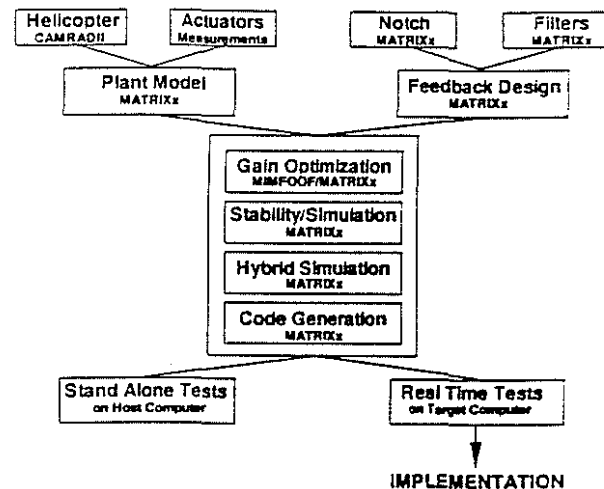 Helicopter
CAMRADII
Actuators
Measurements
Notch
MATRIXx
Filters
MATRIXx
Plant Model
MATRIXx
Feedback Design
MATRIXx
Gain Optimization
MIMFOOF/MATRIXx
Stability/Simulation
MATRIXx
Hybrid Simulation
MATRIXx
Code Generation
MATRIXx
Stand Alone Tests
on Host Computer
Real Time Tests
on Target Computer
IMPLEMENTATION